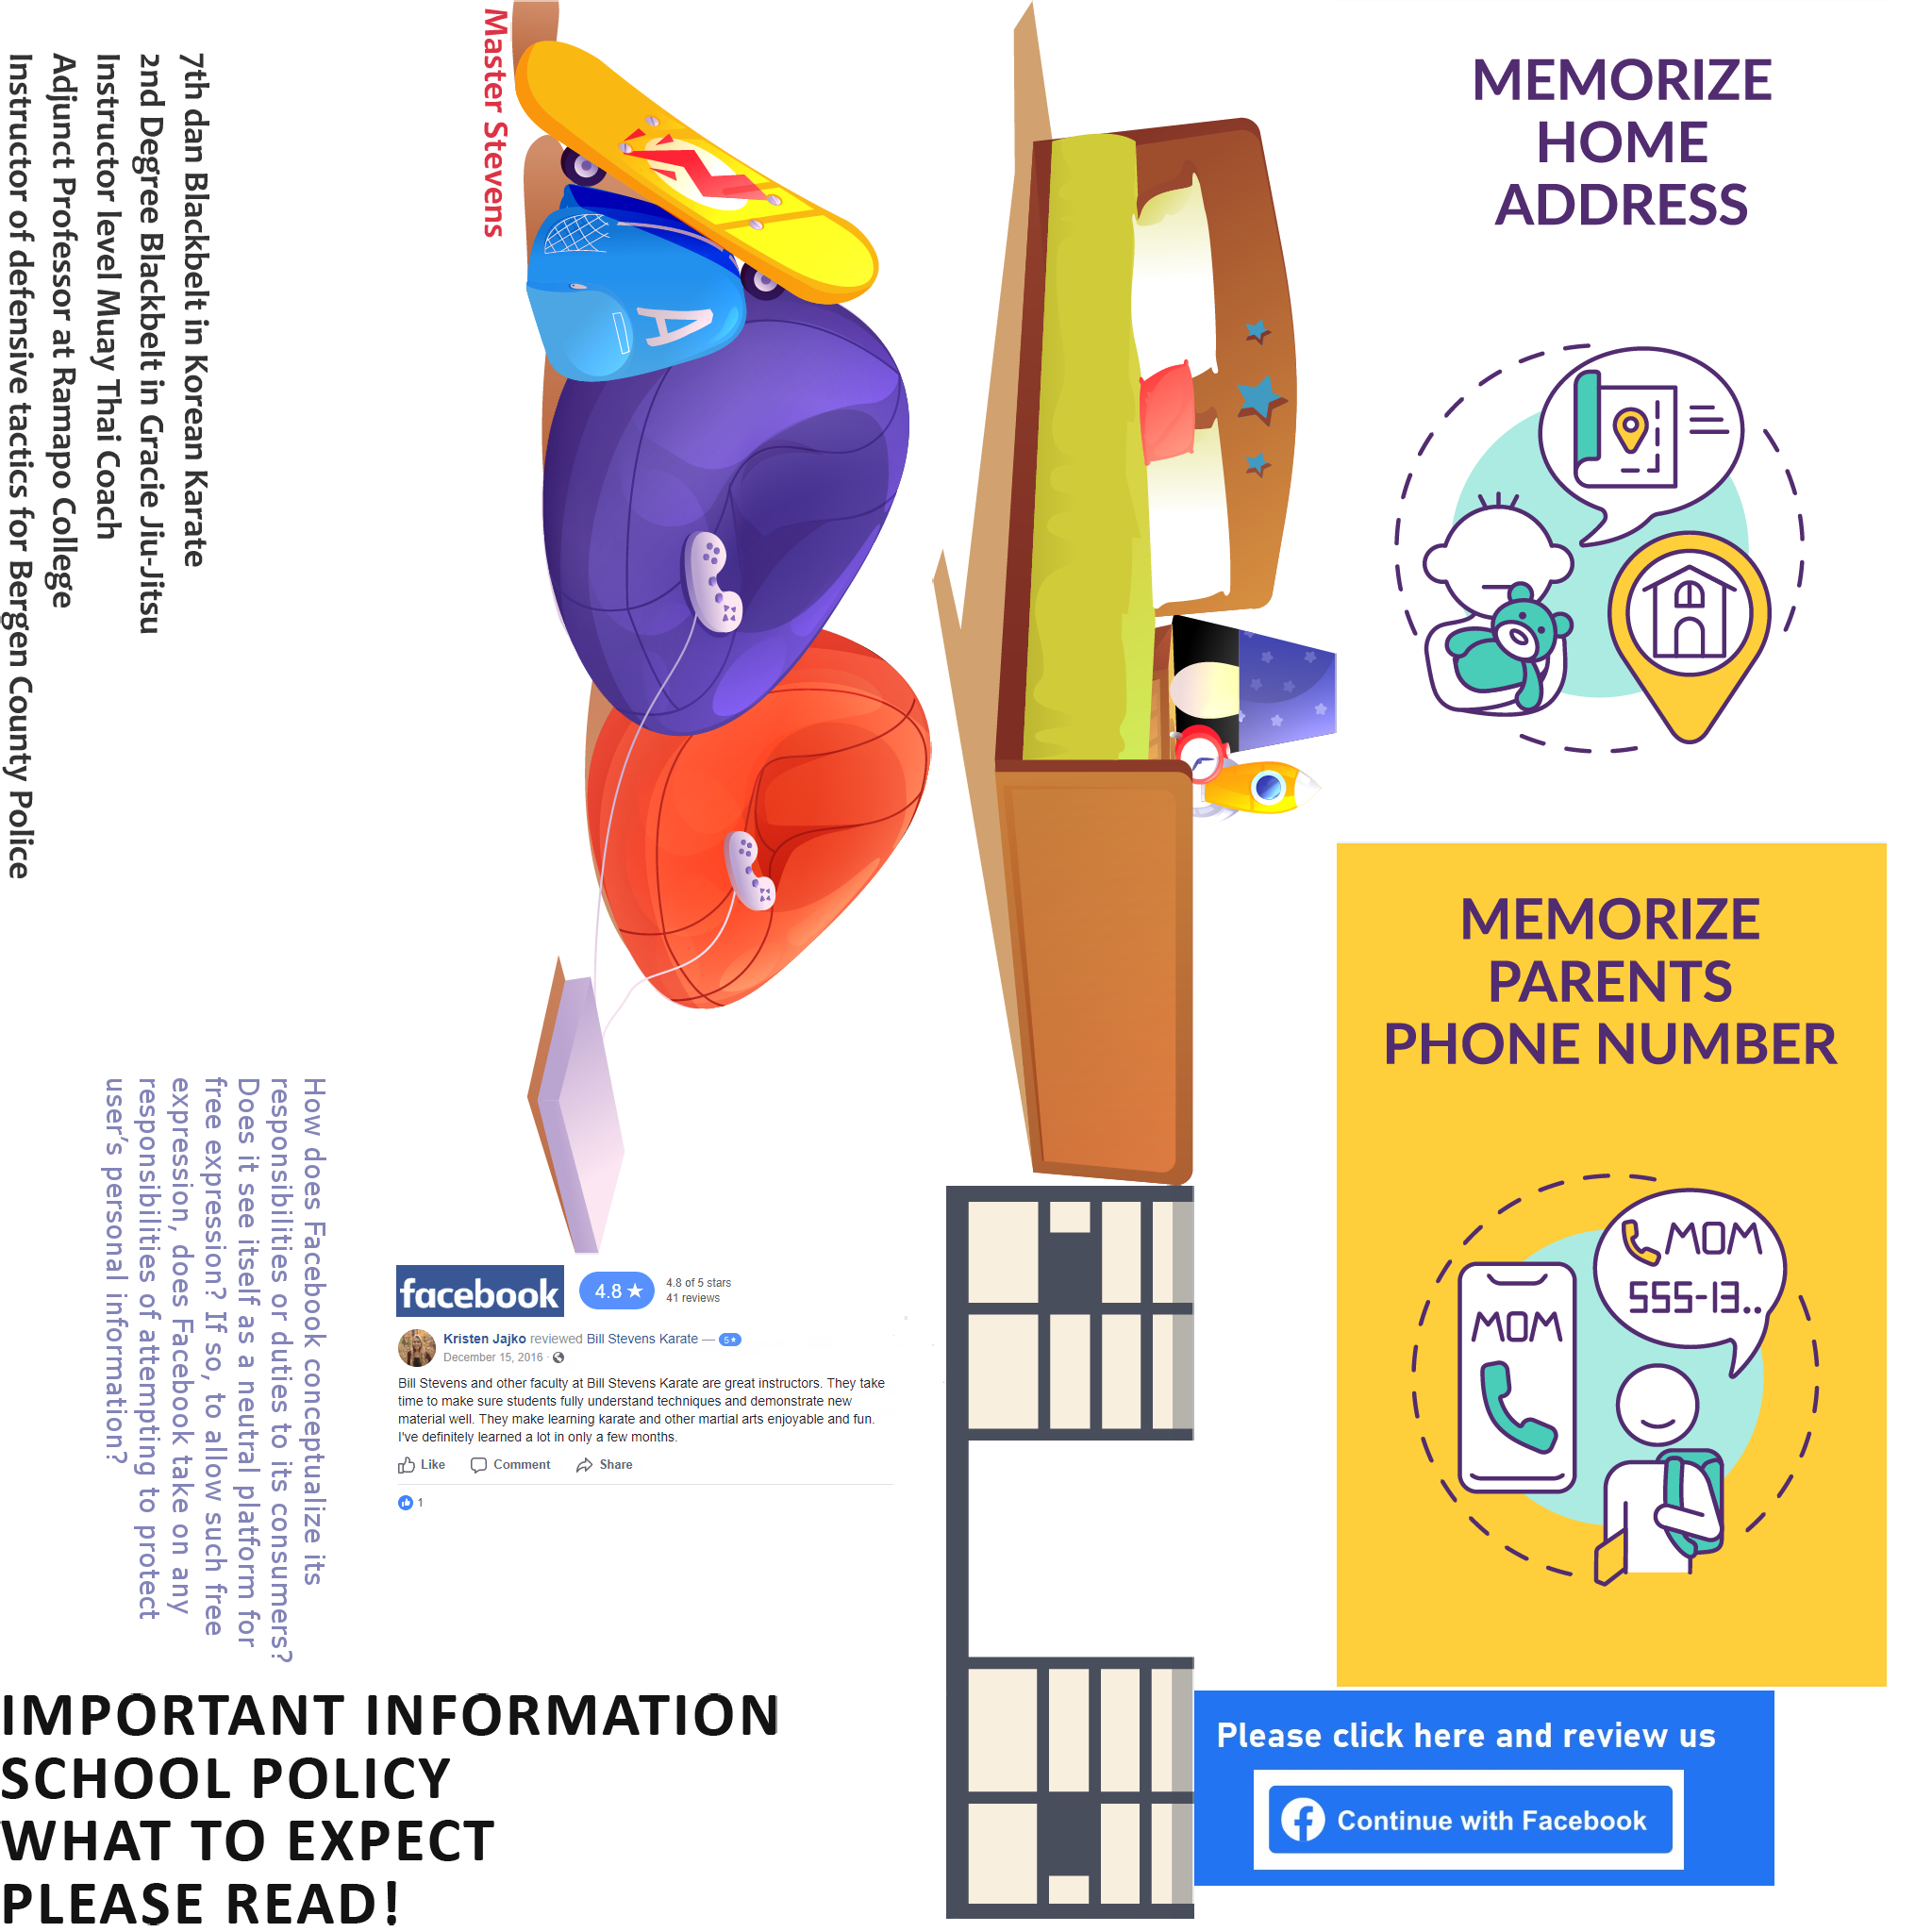 Master Stevens
7th dan Blackbelt in Korean Karate
2nd Degree Blackbelt in Gracie Jiu-Jitsu
Instructor level Muay Thai Coach
Adjunct Professor at Ramapo College
Instructor of defensive tactics for Bergen County Police
A
MEMORIZE
HOME
ADDRESS
MEMORIZE
PARENTS
PHONE NUMBER
MOM
555-13..
MOM
How does Facebook conceptualize its
responsibilities or duties to its consumers?
Does it see itself as a neutral platform for
free expression? If so, to allow such free
expression, does Facebook take on any
responsibilities of attempting to protect
user's personal information?
facebook
4.8 ★
4.8 of 5 stars
41 reviews
Kristen Jajko reviewed Bill Stevens Karate — 5★
December 15, 2016 ·
Bill Stevens and other faculty at Bill Stevens Karate are great instructors. They take
time to make sure students fully understand techniques and demonstrate new
material well. They make learning karate and other martial arts enjoyable and fun.
I've definitely learned a lot in only a few months.
Like Comment Share
1
IMPORTANT INFORMATION
SCHOOL POLICY
WHAT TO EXPECT
PLEASE READ!
Please click here and review us
Continue with Facebook